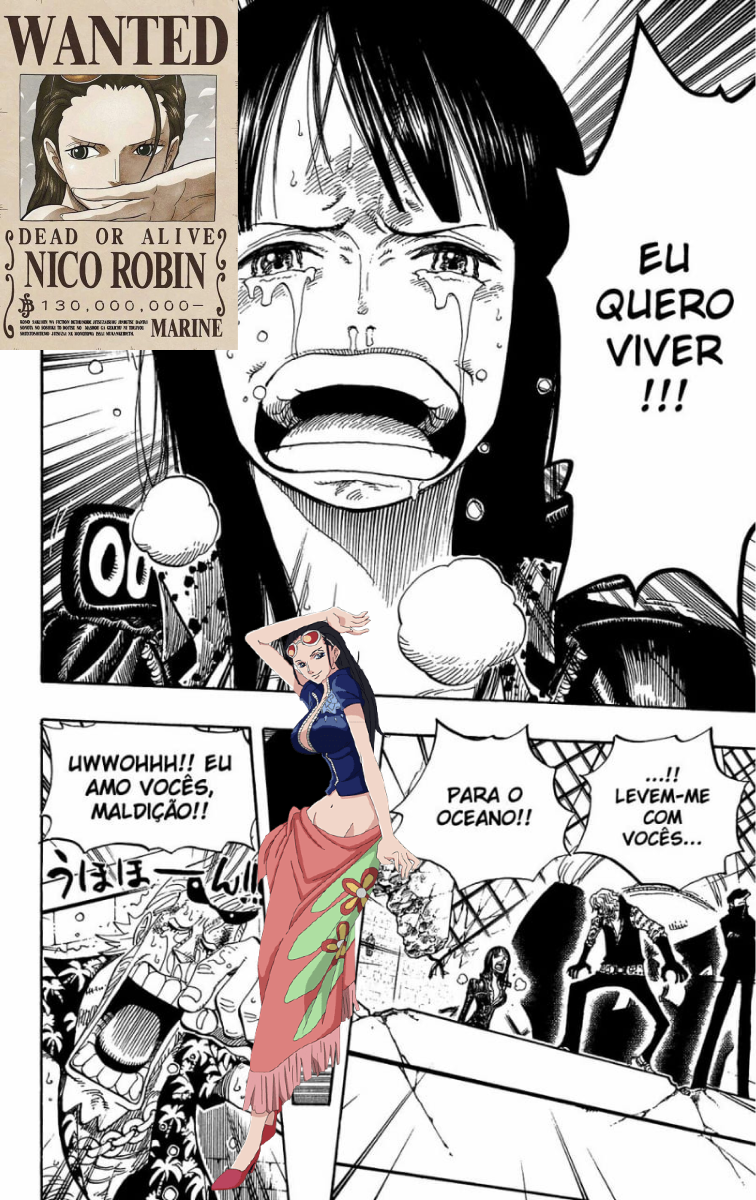 WANTED
DEAD OR ALIVE
NICO ROBIN
130,000,000-
MARINE
EU
QUERO
VIVER
!!!
...!!
LEVEM-ME
COM
VOCÊS...
PARA O
OCEANO!!
UWWOHHH!! EU
AMO VOCÊS,
MALDIÇÃO!!
うほほーん!!